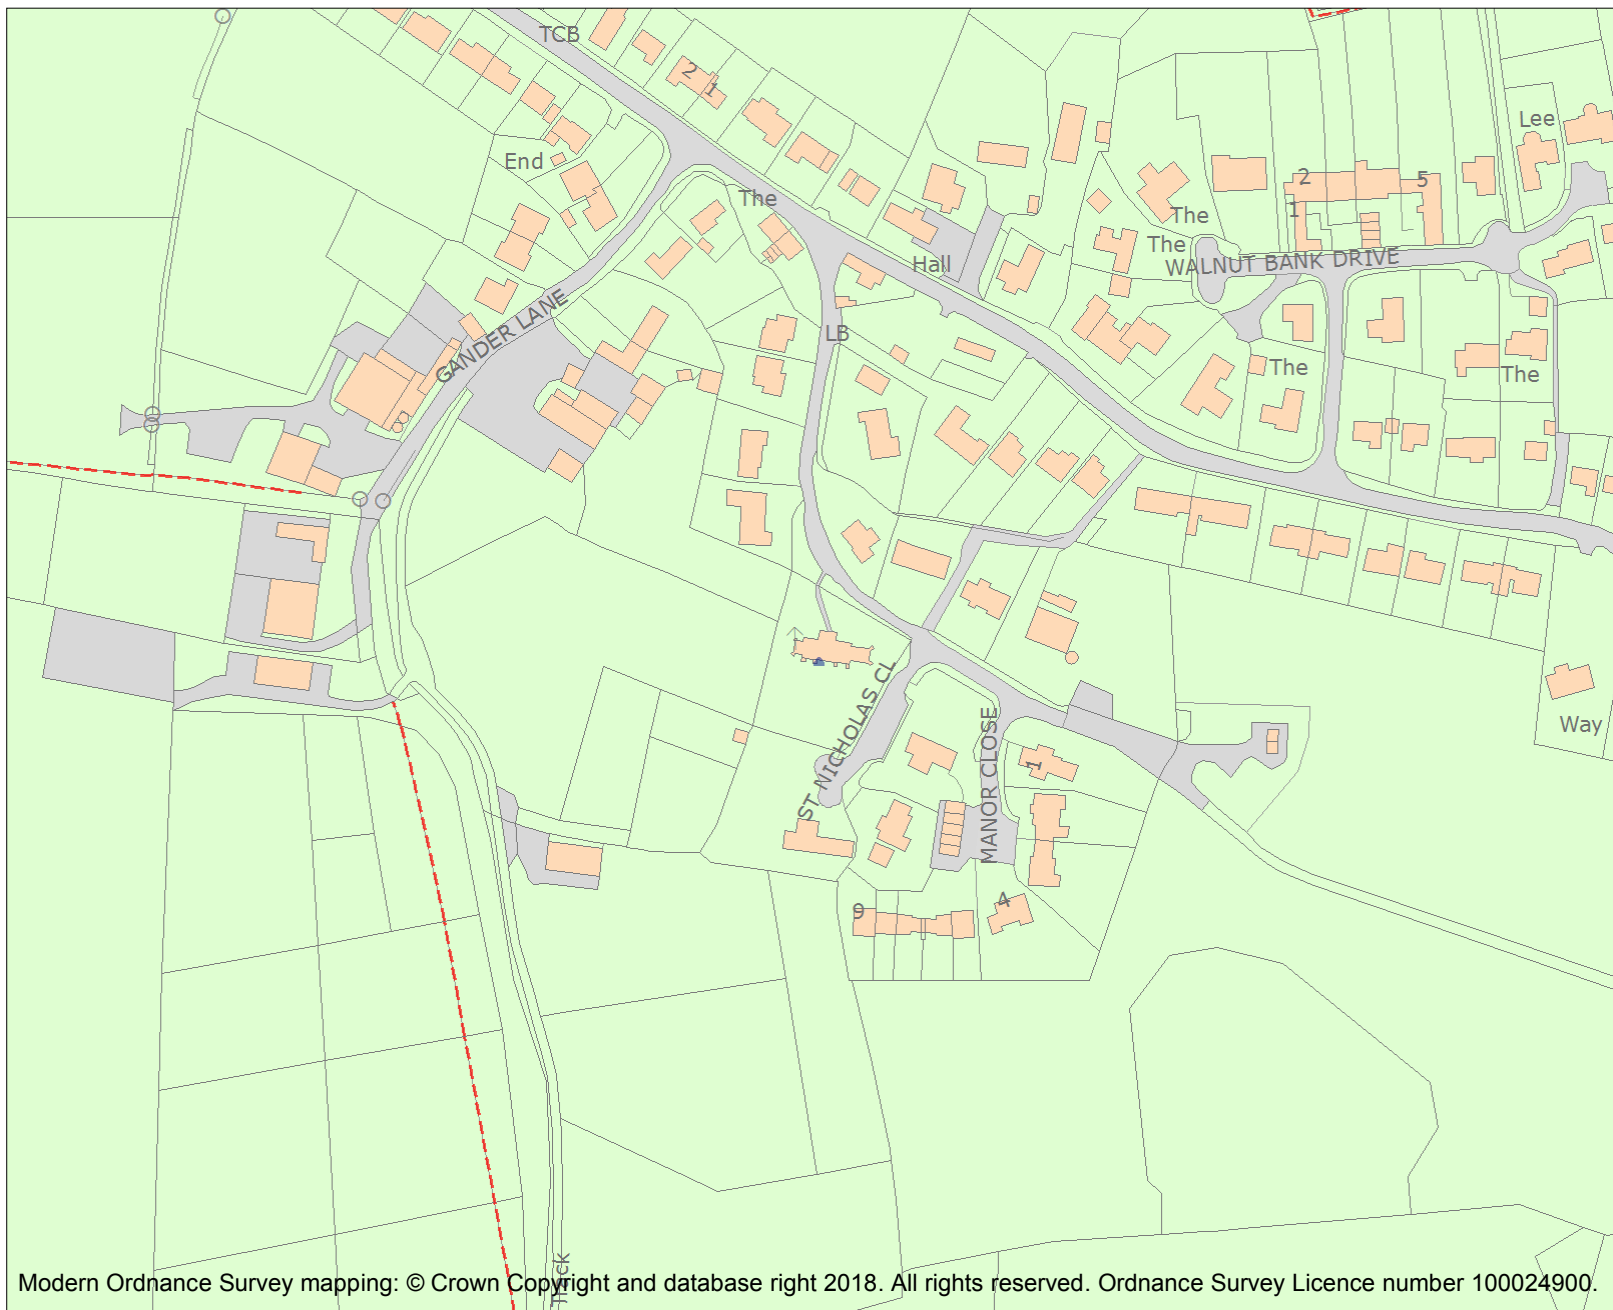 TCB
2
1
Lee
End
The
2
5
1
The
The
Hall
WALNUT BANK DRIVE
GANDER LANE
LB
The
The
ST NICHOLAS CL
MANOR CLOSE
Way
1
4
9
Track
Modern Ordnance Survey mapping: © Crown Copyright and database right 2018. All rights reserved. Ordnance Survey Licence number 100024900.